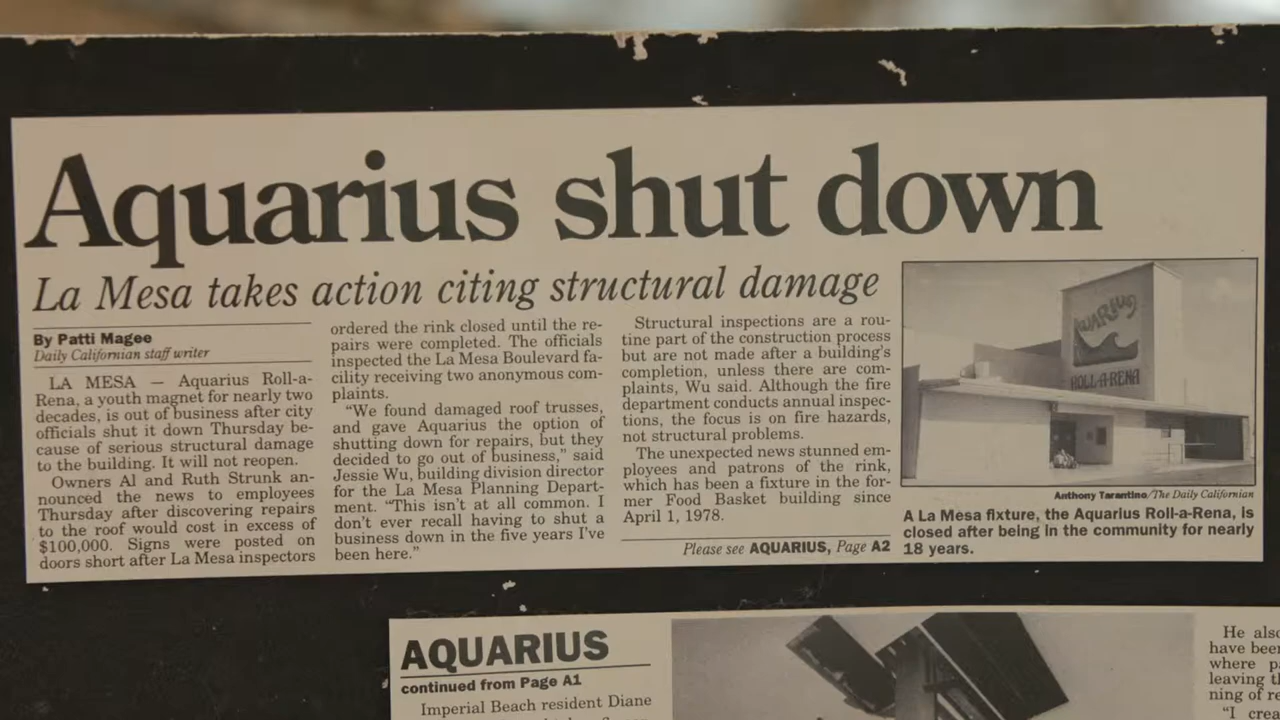 Aquarius shut down
La Mesa takes action citing structural damage
By Patti Magee
Daily Californian staff writer
LA MESA — Aquarius Roll-a-
Rena, a youth magnet for nearly two
decades, is out of business after city
officials shut it down Thursday be-
cause of serious structural damage
to the building. It will not reopen.
Owners Al and Ruth Strunk an-
nounced the news to employees
Thursday after discovering repairs
to the roof would cost in excess of
$100,000. Signs were posted on
doors short after La Mesa inspectors
ordered the rink closed until the re-
pairs were completed. The officials
inspected the La Mesa Boulevard fa-
cility receiving two anonymous com-
plaints.
“We found damaged roof trusses,
and gave Aquarius the option of
shutting down for repairs, but they
decided to go out of business,” said
Jessie Wu, building division director
for the La Mesa Planning Depart-
ment. “This isn't at all common. I
don't ever recall having to shut a
business down in the five years I've
been here.”
Structural inspections are a rou-
tine part of the construction process
but are not made after a building's
completion, unless there are com-
plaints, Wu said. Although the fire
department conducts annual inspec-
tions, the focus is on fire hazards,
not structural problems.
The unexpected news stunned em-
ployees and patrons of the rink,
which has been a fixture in the for-
mer Food Basket building since
April 1, 1978.
Please see AQUARIUS, Page A2
AQUARIUS
ROLL-A-RENA
Anthony Tarantino/The Daily Californian
A La Mesa fixture, the Aquarius Roll-a-Rena, is
closed after being in the community for nearly
18 years.
AQUARIUS
continued from Page A1
Imperial Beach resident Diane
He also
have been
where
leaving
ning of
“I